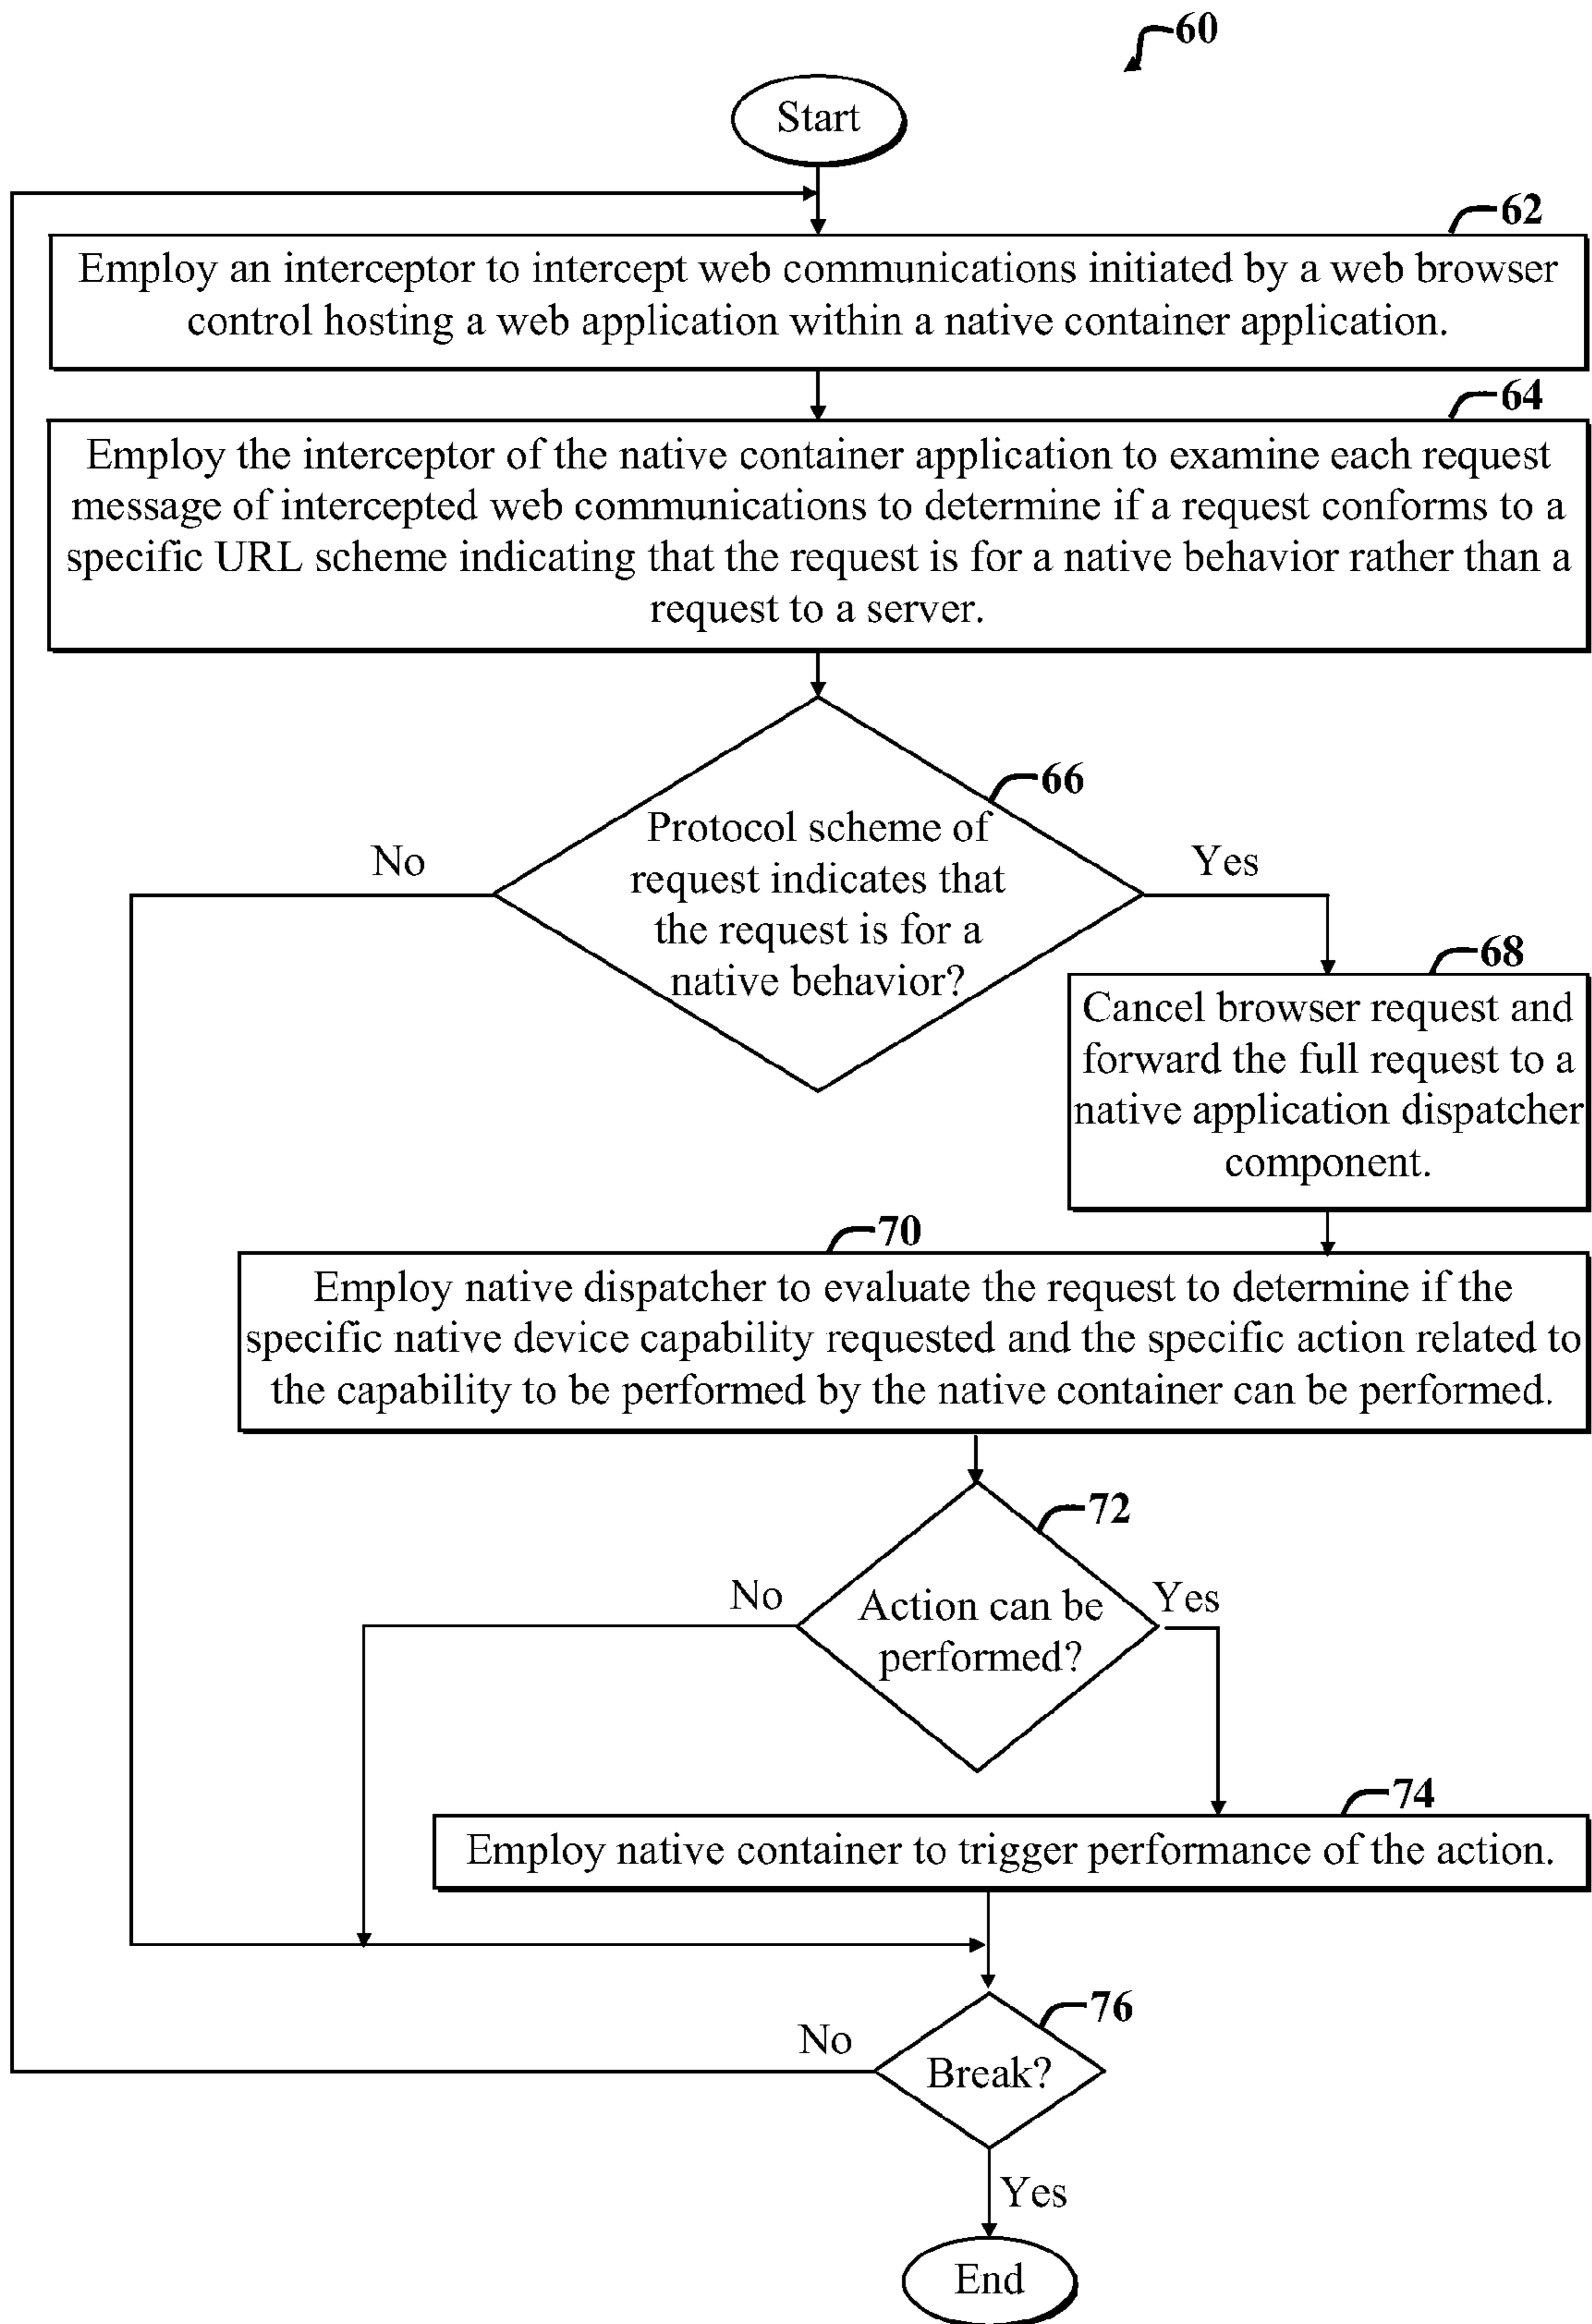 60
Start
62
Employ an interceptor to intercept web communications initiated by a web browser
control hosting a web application within a native container application.
64
Employ the interceptor of the native container application to examine each request
message of intercepted web communications to determine if a request conforms to a
specific URL scheme indicating that the request is for a native behavior rather than a
request to a server.
66
Protocol scheme of
request indicates that
the request is for a
native behavior?
No
Yes
68
Cancel browser request and
forward the full request to a
native application dispatcher
component.
70
Employ native dispatcher to evaluate the request to determine if the
specific native device capability requested and the specific action related to
the capability to be performed by the native container can be performed.
72
Action can be
performed?
No
Yes
74
Employ native container to trigger performance of the action.
76
Break?
No
Yes
End